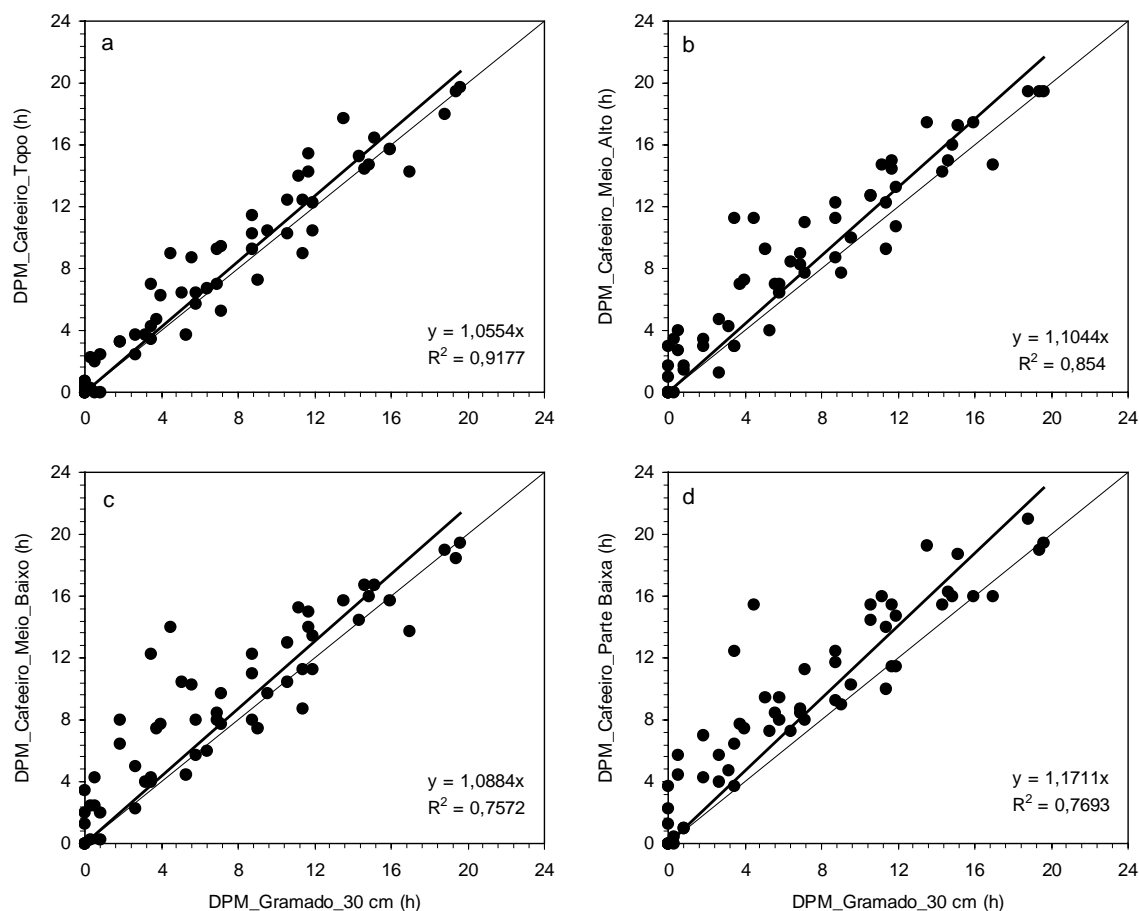 a
DPM_Cafeeiro_Topo (h)
24
20
16
12
8
4
0
y = 1,0554x
R² = 0,9177
0 4 8 12 16 20 24
b
DPM_Cafeeiro_Meio_Alto (h)
24
20
16
12
8
4
0
y = 1,1044x
R² = 0,854
0 4 8 12 16 20 24
c
DPM_Cafeeiro_Meio_Baixo (h)
24
20
16
12
8
4
0
y = 1,0884x
R² = 0,7572
0 4 8 12 16 20 24
DPM_Gramado_30 cm (h)
d
DPM_Cafeeiro_Parte Baixa (h)
24
20
16
12
8
4
0
y = 1,1711x
R² = 0,7693
0 4 8 12 16 20 24
DPM_Gramado_30 cm (h)